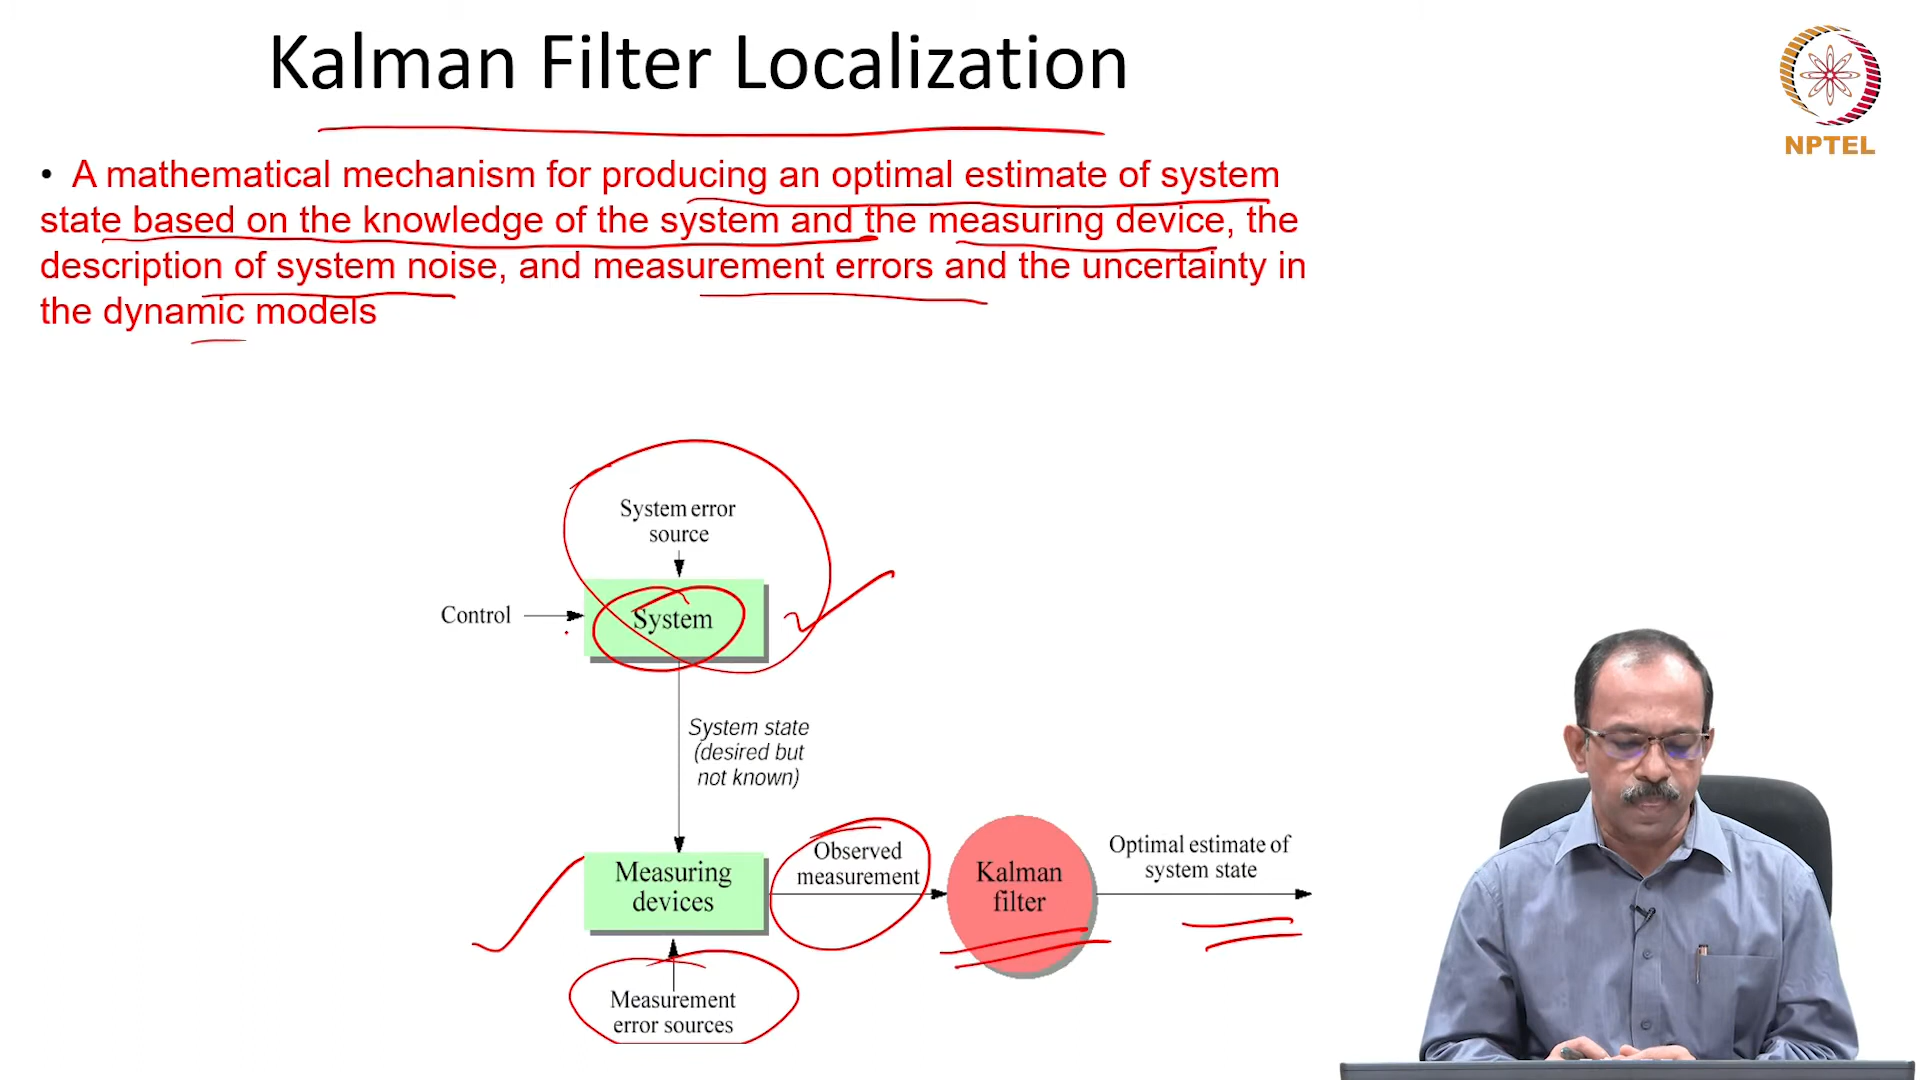 Kalman Filter Localization
NPTEL
• A mathematical mechanism for producing an optimal estimate of system
state based on the knowledge of the system and the measuring device, the
description of system noise, and measurement errors and the uncertainty in
the dynamic models
System error
source
Control
System
System state
(desired but
not known)
Measuring
devices
Observed
measurement
Kalman
filter
Optimal estimate of
system state
Measurement
error sources